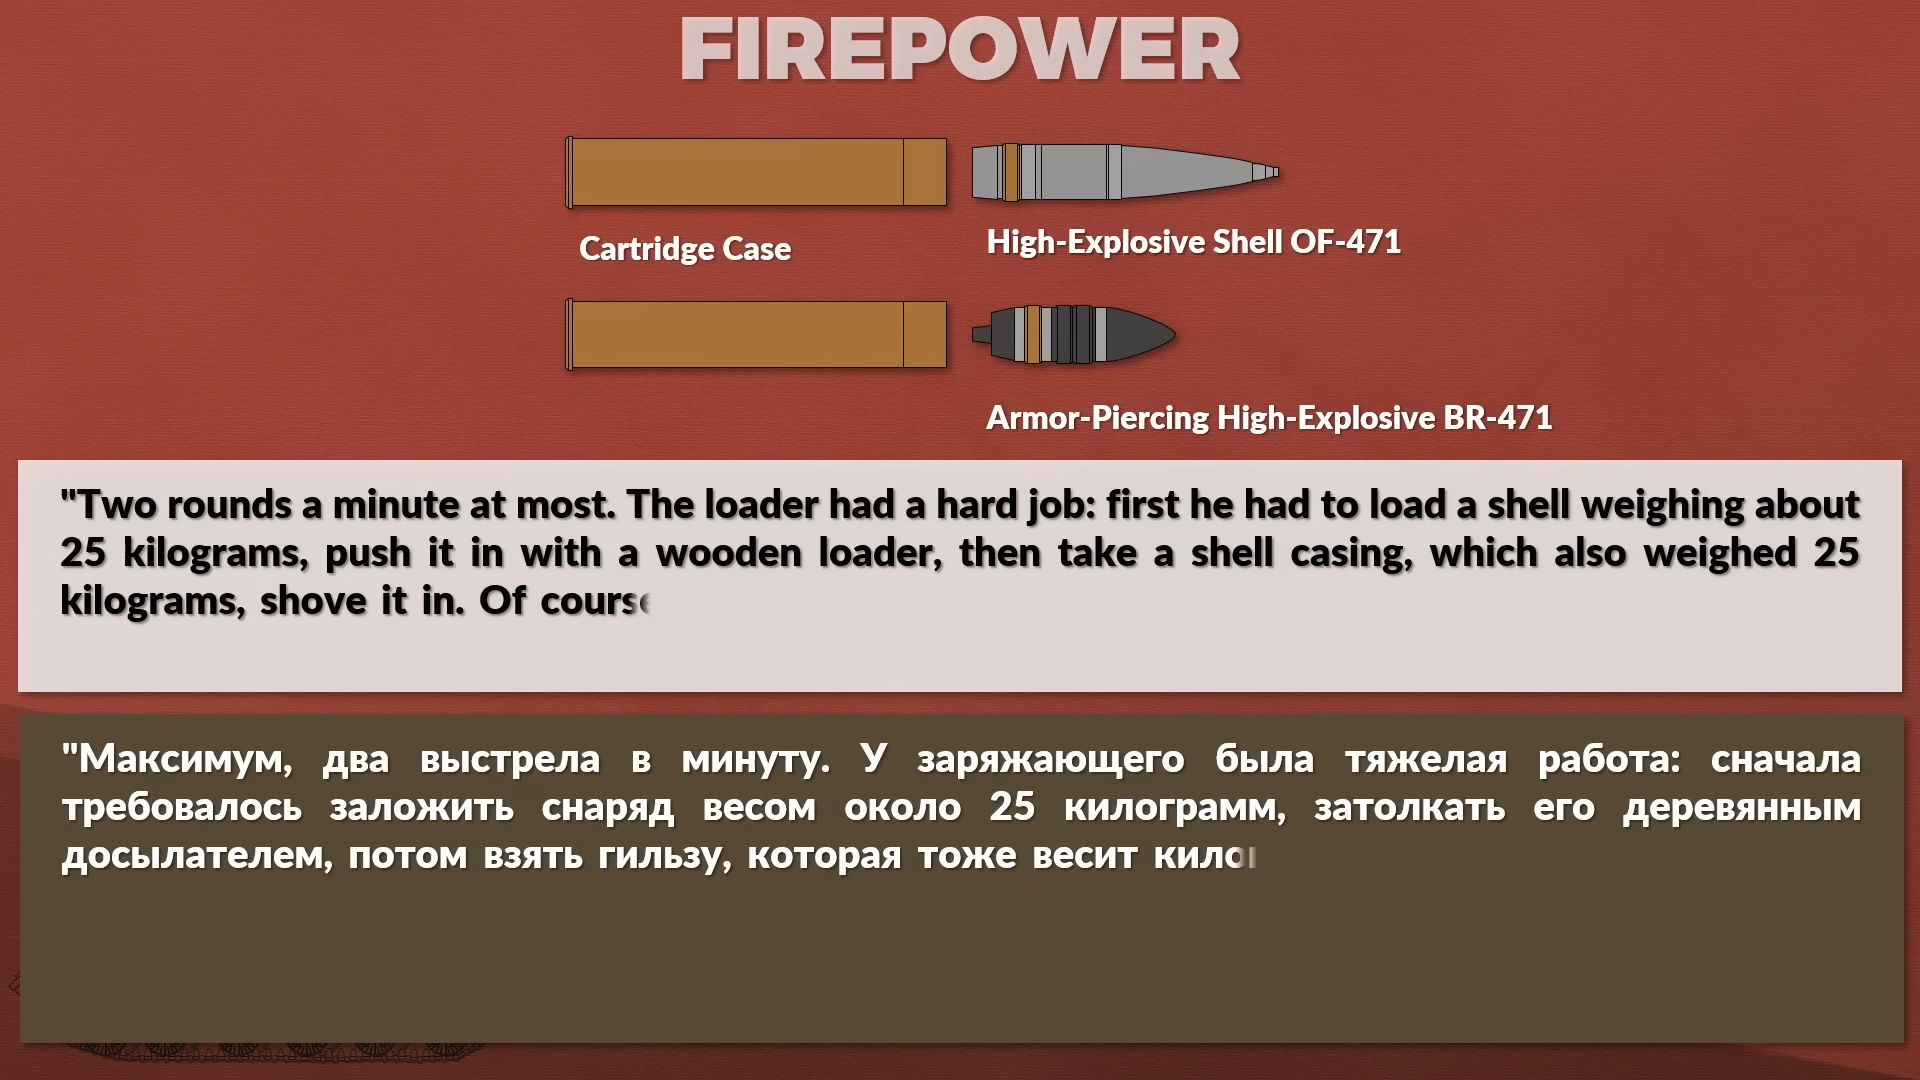 FIREPOWER
Cartridge Case
High-Explosive Shell OF-471
Armor-Piercing High-Explosive BR-471
"Two rounds a minute at most. The loader had a hard job: first he had to load a shell weighing about
25 kilograms, push it in with a wooden loader, then take a shell casing, which also weighed 25
kilograms, shove it in. Of cours
"Максимум, два выстрела в минуту. У заряжающего была тяжелая работа: сначала
требовалось заложить снаряд весом около 25 килограмм, затолкать его деревянным
досылателем, потом взять гильзу, которая тоже весит кило